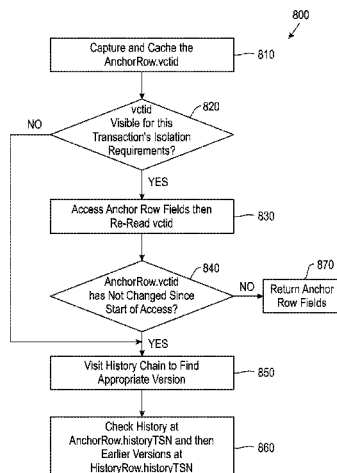 800
Capture and Cache the
AnchorRow.vctid
810
vctid
Visible for this
Transaction's Isolation
Requirements?
820
NO
YES
Access Anchor Row Fields then
Re-Read vctid
830
AnchorRow.vctid
has Not Changed Since
Start of Access?
840
NO
870
Return Anchor
Row Fields
YES
Visit History Chain to Find
Appropriate Version
850
Check History at
AnchorRow.historyTSN and then
Earlier Versions at
HistoryRow.historyTSN
860